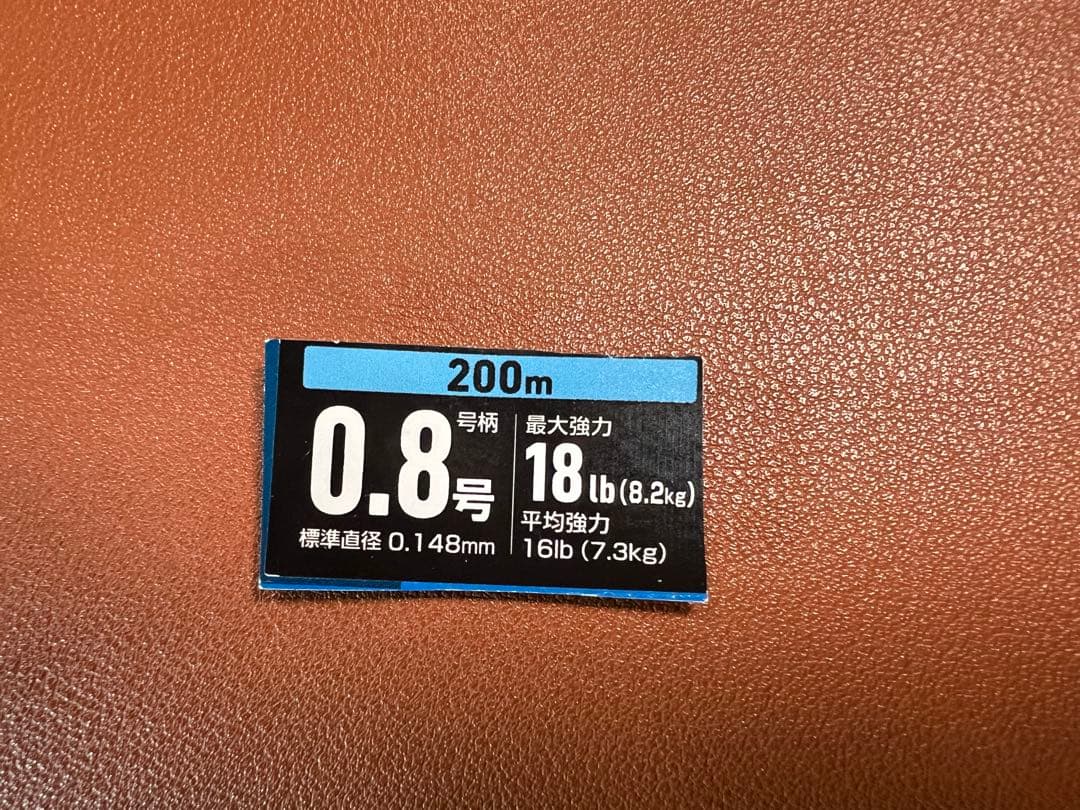 200m
0.8号
号柄
標準直径 0.148mm
最大強力
18lb(8.2kg)
平均強力
16lb (7.3kg)